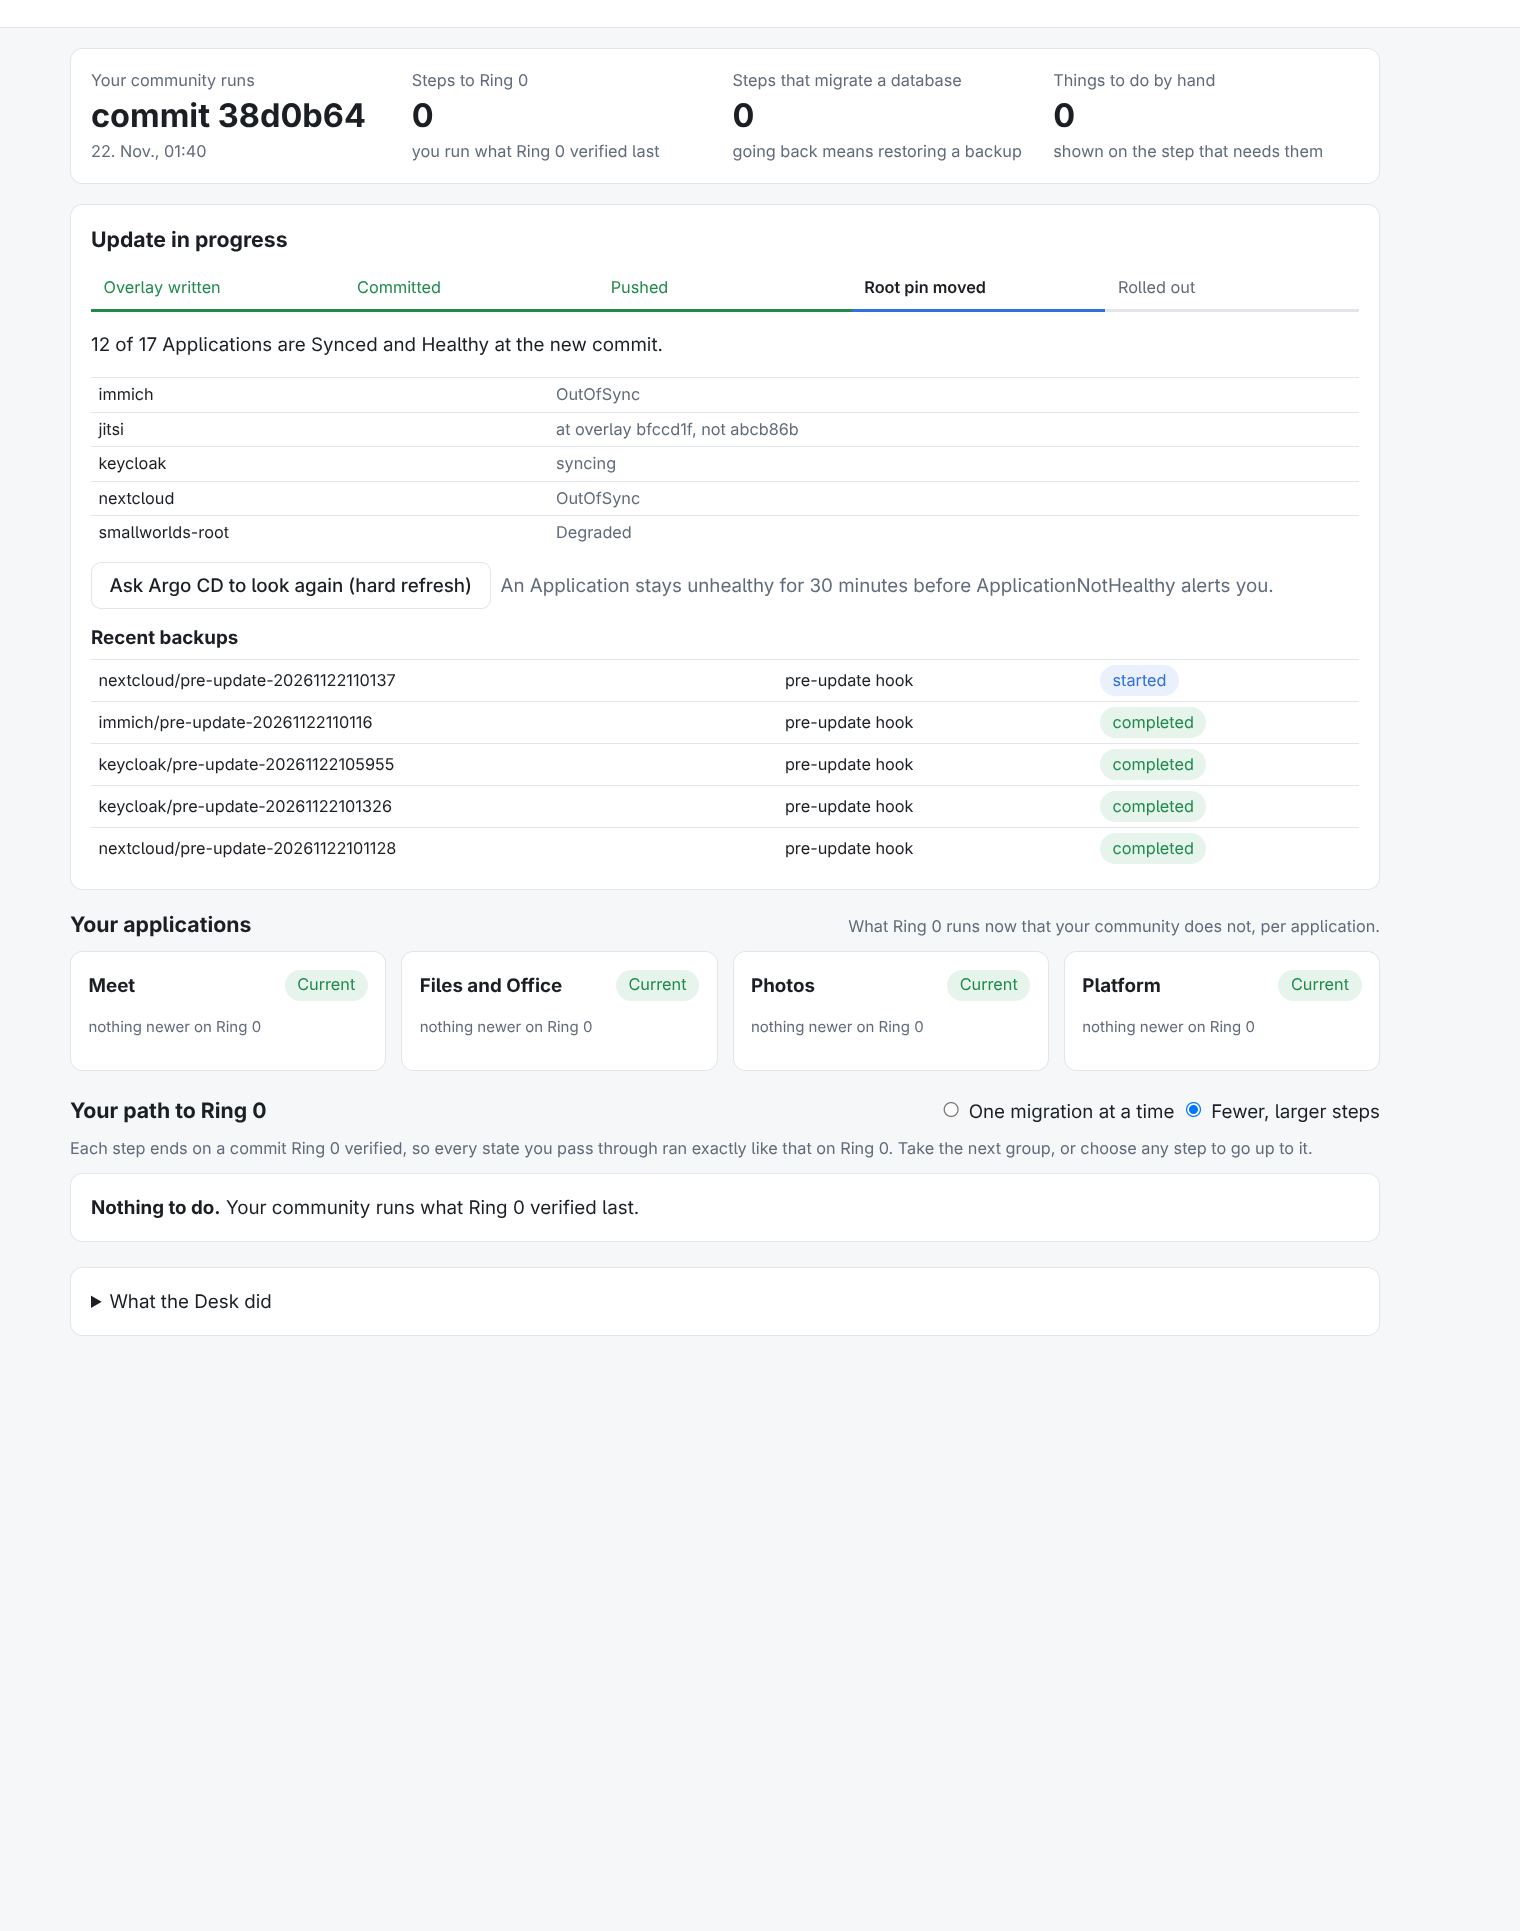 Your community runs
commit 38d0b64
22. Nov., 01:40
Steps to Ring 0
0
you run what Ring 0 verified last
Steps that migrate a database
0
going back means restoring a backup
Things to do by hand
0
shown on the step that needs them
Update in progress
Overlay written
Committed
Pushed
Root pin moved
Rolled out
12 of 17 Applications are Synced and Healthy at the new commit.
immich OutOfSync
jitsi at overlay bfccd1f, not abcb86b
keycloak syncing
nextcloud OutOfSync
smallworlds-root Degraded
Ask Argo CD to look again (hard refresh) An Application stays unhealthy for 30 minutes before ApplicationNotHealthy alerts you.
Recent backups
nextcloud/pre-update-20261122110137 pre-update hook started
immich/pre-update-20261122110116 pre-update hook completed
keycloak/pre-update-20261122105955 pre-update hook completed
keycloak/pre-update-20261122101326 pre-update hook completed
nextcloud/pre-update-20261122101128 pre-update hook completed
Your applications
What Ring 0 runs now that your community does not, per application.
Meet Current
nothing newer on Ring 0
Files and Office Current
nothing newer on Ring 0
Photos Current
nothing newer on Ring 0
Platform Current
nothing newer on Ring 0
Your path to Ring 0
One migration at a time Fewer, larger steps
Each step ends on a commit Ring 0 verified, so every state you pass through ran exactly like that on Ring 0. Take the next group, or choose any step to go up to it.
Nothing to do. Your community runs what Ring 0 verified last.
What the Desk did